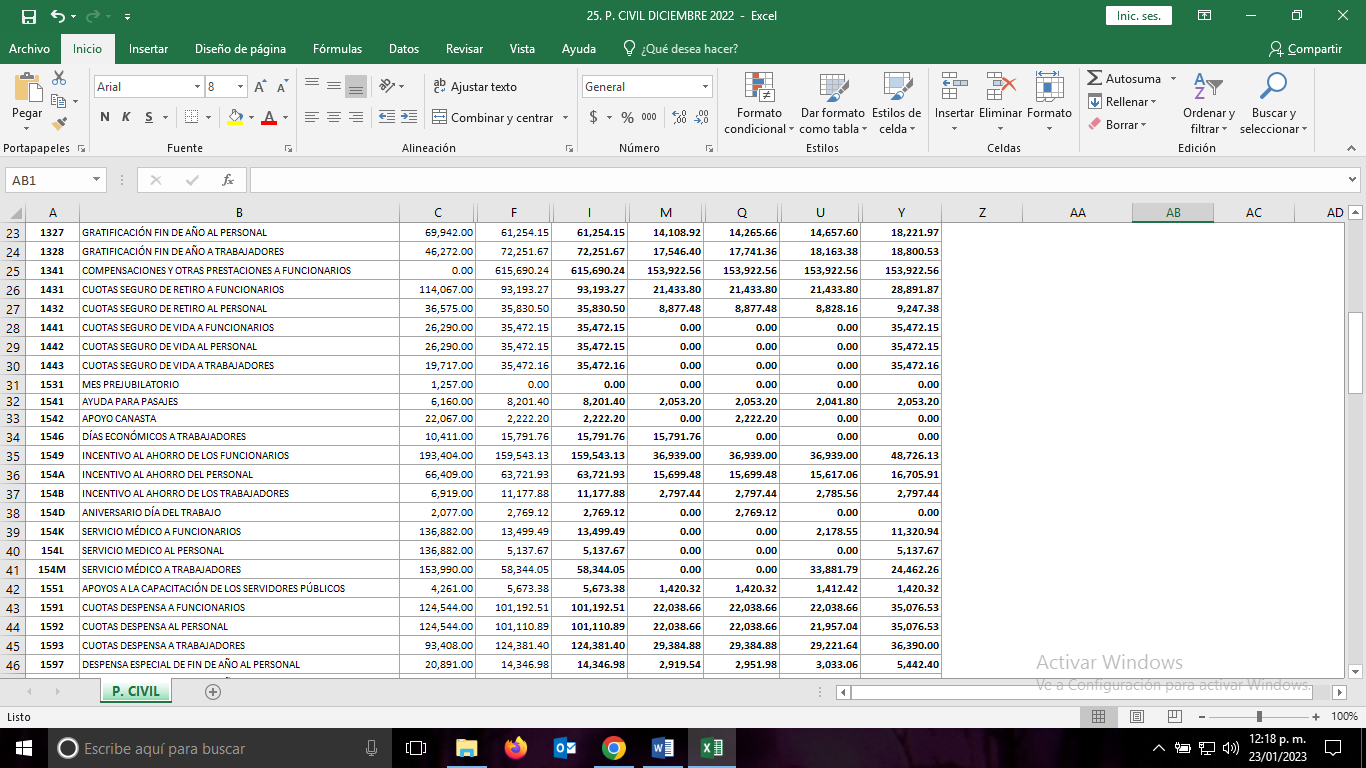 25. P. CIVIL DICIEMBRE 2022 - Excel
Inic. ses.
Archivo Inicio Insertar Diseño de página Fórmulas Datos Revisar Vista Ayuda ¿Qué desea hacer? Compartir
Pegar
Arial 8
Ajustar texto
General
Formato condicional
Dar formato como tabla
Estilos de celda
Insertar Eliminar Formato
Autosuma
Rellenar
Borrar
Ordenar y filtrar
Buscar y seleccionar
N K S
Combinar y centrar
$ % 000
Portapapeles Fuente Alineación Número Estilos Celdas Edición
AB1 fx
A B C F I M Q U Y Z AA AB AC AD
23 1327 GRATIFICACIÓN FIN DE AÑO AL PERSONAL 69,942.00 61,254.15 61,254.15 14,108.92 14,265.66 14,657.60 18,221.97
24 1328 GRATIFICACIÓN FIN DE AÑO A TRABAJADORES 46,272.00 72,251.67 72,251.67 17,546.40 17,741.36 18,163.38 18,800.53
25 1341 COMPENSACIONES Y OTRAS PRESTACIONES A FUNCIONARIOS 0.00 615,690.24 615,690.24 153,922.56 153,922.56 153,922.56 153,922.56
26 1431 CUOTAS SEGURO DE RETIRO A FUNCIONARIOS 114,067.00 93,193.27 93,193.27 21,433.80 21,433.80 21,433.80 28,891.87
27 1432 CUOTAS SEGURO DE RETIRO AL PERSONAL 36,575.00 35,830.50 35,830.50 8,877.48 8,877.48 8,828.16 9,247.38
28 1441 CUOTAS SEGURO DE VIDA A FUNCIONARIOS 26,290.00 35,472.15 35,472.15 0.00 0.00 0.00 35,472.15
29 1442 CUOTAS SEGURO DE VIDA AL PERSONAL 26,290.00 35,472.15 35,472.15 0.00 0.00 0.00 35,472.15
30 1443 CUOTAS SEGURO DE VIDA A TRABAJADORES 19,717.00 35,472.16 35,472.16 0.00 0.00 0.00 35,472.16
31 1531 MES PREJUBILATORIO 1,257.00 0.00 0.00 0.00 0.00 0.00 0.00
32 1541 AYUDA PARA PASAJES 6,160.00 8,201.40 8,201.40 2,053.20 2,053.20 2,041.80 2,053.20
33 1542 APOYO CANASTA 22,067.00 2,222.20 2,222.20 0.00 2,222.20 0.00 0.00
34 1546 DÍAS ECONÓMICOS A TRABAJADORES 10,411.00 15,791.76 15,791.76 15,791.76 0.00 0.00 0.00
35 1549 INCENTIVO AL AHORRO DE LOS FUNCIONARIOS 193,404.00 159,543.13 159,543.13 36,939.00 36,939.00 36,939.00 48,726.13
36 154A INCENTIVO AL AHORRO DEL PERSONAL 66,409.00 63,721.93 63,721.93 15,699.48 15,699.48 15,617.06 16,705.91
37 154B INCENTIVO AL AHORRO DE LOS TRABAJADORES 6,919.00 11,177.88 11,177.88 2,797.44 2,797.44 2,785.56 2,797.44
38 154D ANIVERSARIO DÍA DEL TRABAJO 2,077.00 2,769.12 2,769.12 0.00 2,769.12 0.00 0.00
39 154K SERVICIO MÉDICO A FUNCIONARIOS 136,882.00 13,499.49 13,499.49 0.00 0.00 2,178.55 11,320.94
40 154L SERVICIO MEDICO AL PERSONAL 136,882.00 5,137.67 5,137.67 0.00 0.00 0.00 5,137.67
41 154M SERVICIO MÉDICO A TRABAJADORES 153,990.00 58,344.05 58,344.05 0.00 0.00 33,881.79 24,462.26
42 1551 APOYOS A LA CAPACITACIÓN DE LOS SERVIDORES PÚBLICOS 4,261.00 5,673.38 5,673.38 1,420.32 1,420.32 1,412.42 1,420.32
43 1591 CUOTAS DESPENSA A FUNCIONARIOS 124,544.00 101,192.51 101,192.51 22,038.66 22,038.66 22,038.66 35,076.53
44 1592 CUOTAS DESPENSA AL PERSONAL 124,544.00 101,110.89 101,110.89 22,038.66 22,038.66 21,957.04 35,076.53
45 1593 CUOTAS DESPENSA A TRABAJADORES 93,408.00 124,381.40 124,381.40 29,384.88 29,384.88 29,221.64 36,390.00
46 1597 DESPENSA ESPECIAL DE FIN DE AÑO AL PERSONAL 20,891.00 14,346.98 14,346.98 2,919.54 2,951.98 3,033.06 5,442.40
Activar Windows
Ve a Configuración para activar Windows.
P. CIVIL
Listo 100%
Escribe aquí para buscar
12:18 p. m.
23/01/2023